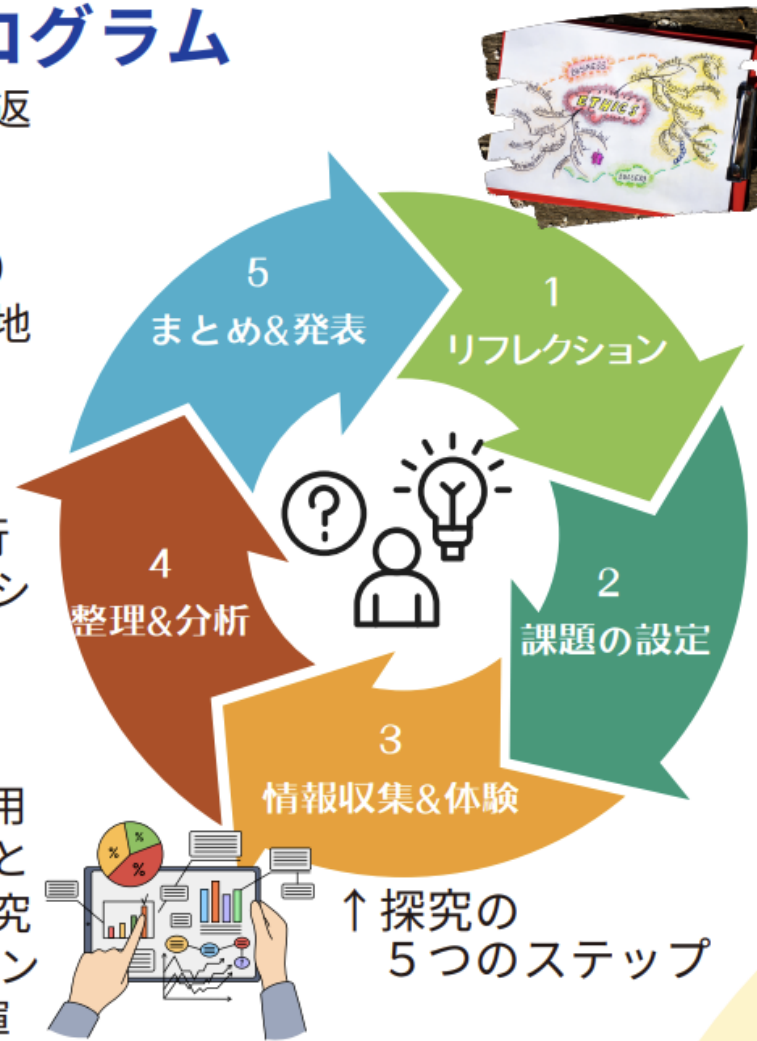 ログラム
返
)
地
シ
用
と
究
ン
5
まとめ&発表
1
リフレクション
4
整理&分析
2
課題の設定
3
情報収集&体験
↑探究の
５つのステップ
BUSINESS
ETHICS
%
%
%
?